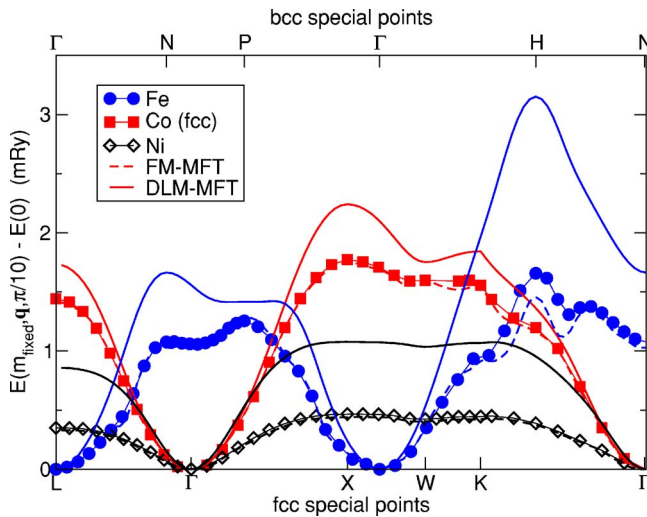 bcc special points
Γ N P Γ H N
E(m_fixed,q,π/10) - E(0) (mRy)
3
2
1
0
Fe
Co (fcc)
Ni
FM-MFT
DLM-MFT
L Γ X W K Γ
fcc special points